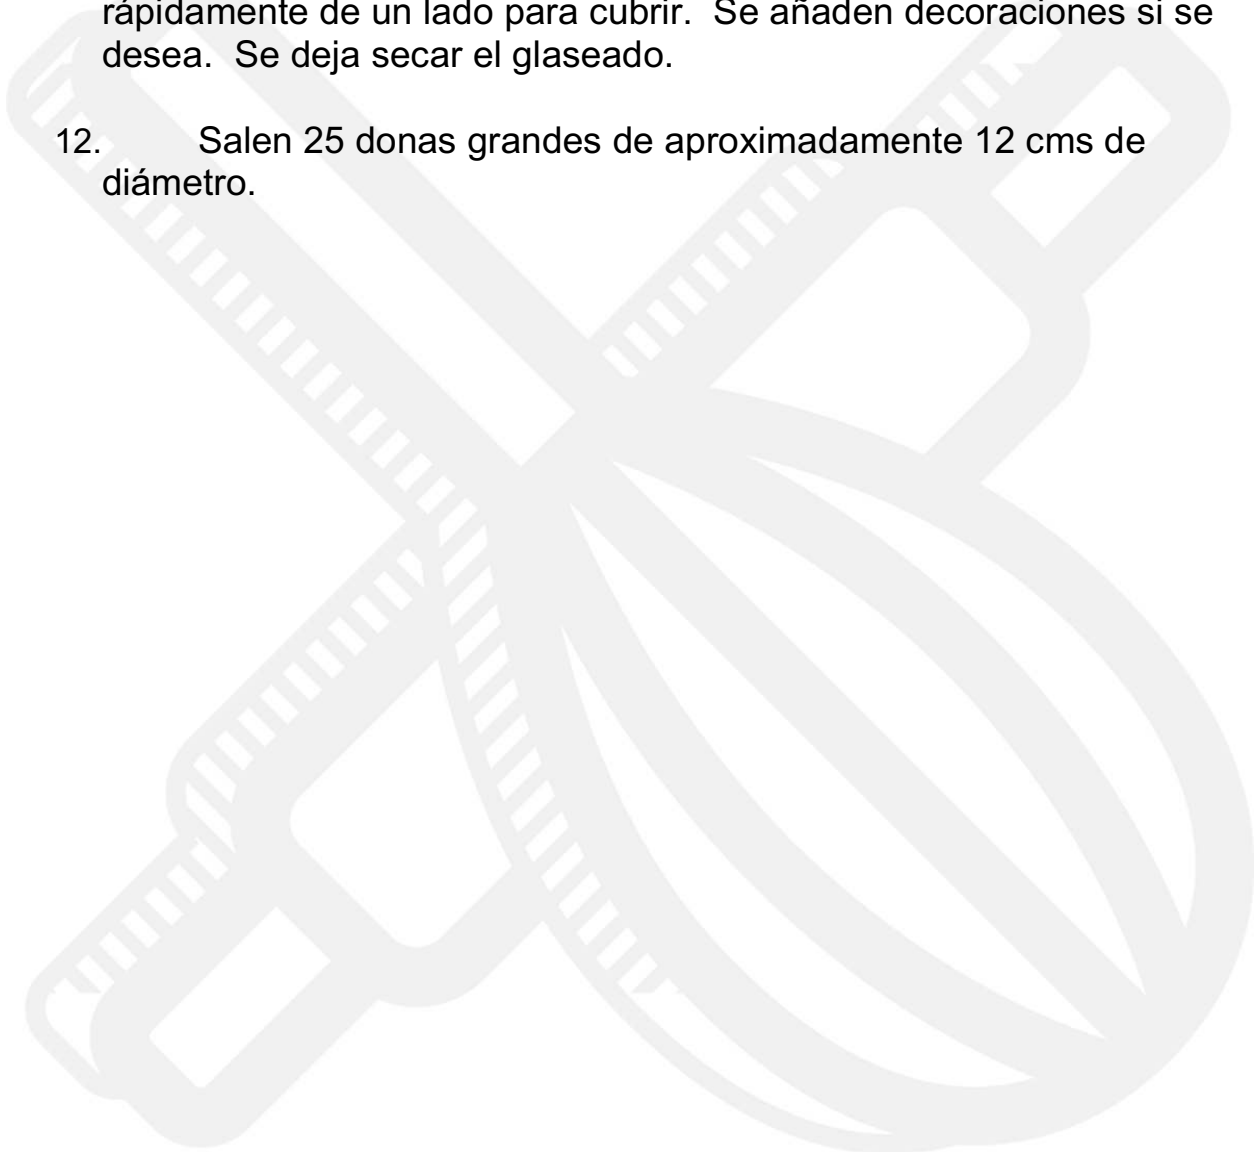 rápidamente de un lado para cubrir. Se añaden decoraciones si se
desea. Se deja secar el glaseado.
12. Salen 25 donas grandes de aproximadamente 12 cms de
diámetro.